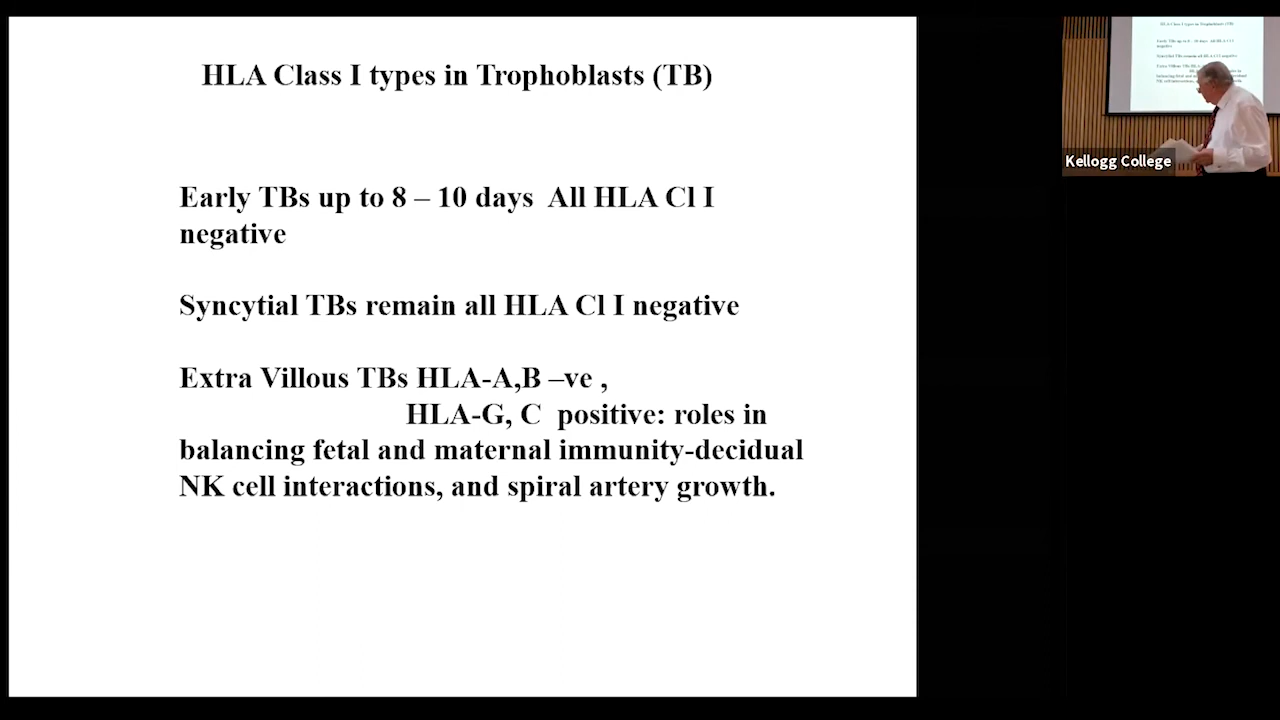 HLA Class I types in Trophoblasts (TB)
Early TBs up to 8 – 10 days All HLA Cl I
negative
Syncytial TBs remain all HLA Cl I negative
Extra Villous TBs HLA-A,B –ve ,
HLA-G, C positive: roles in
balancing fetal and maternal immunity-decidual
NK cell interactions, and spiral artery growth.
Kellogg College